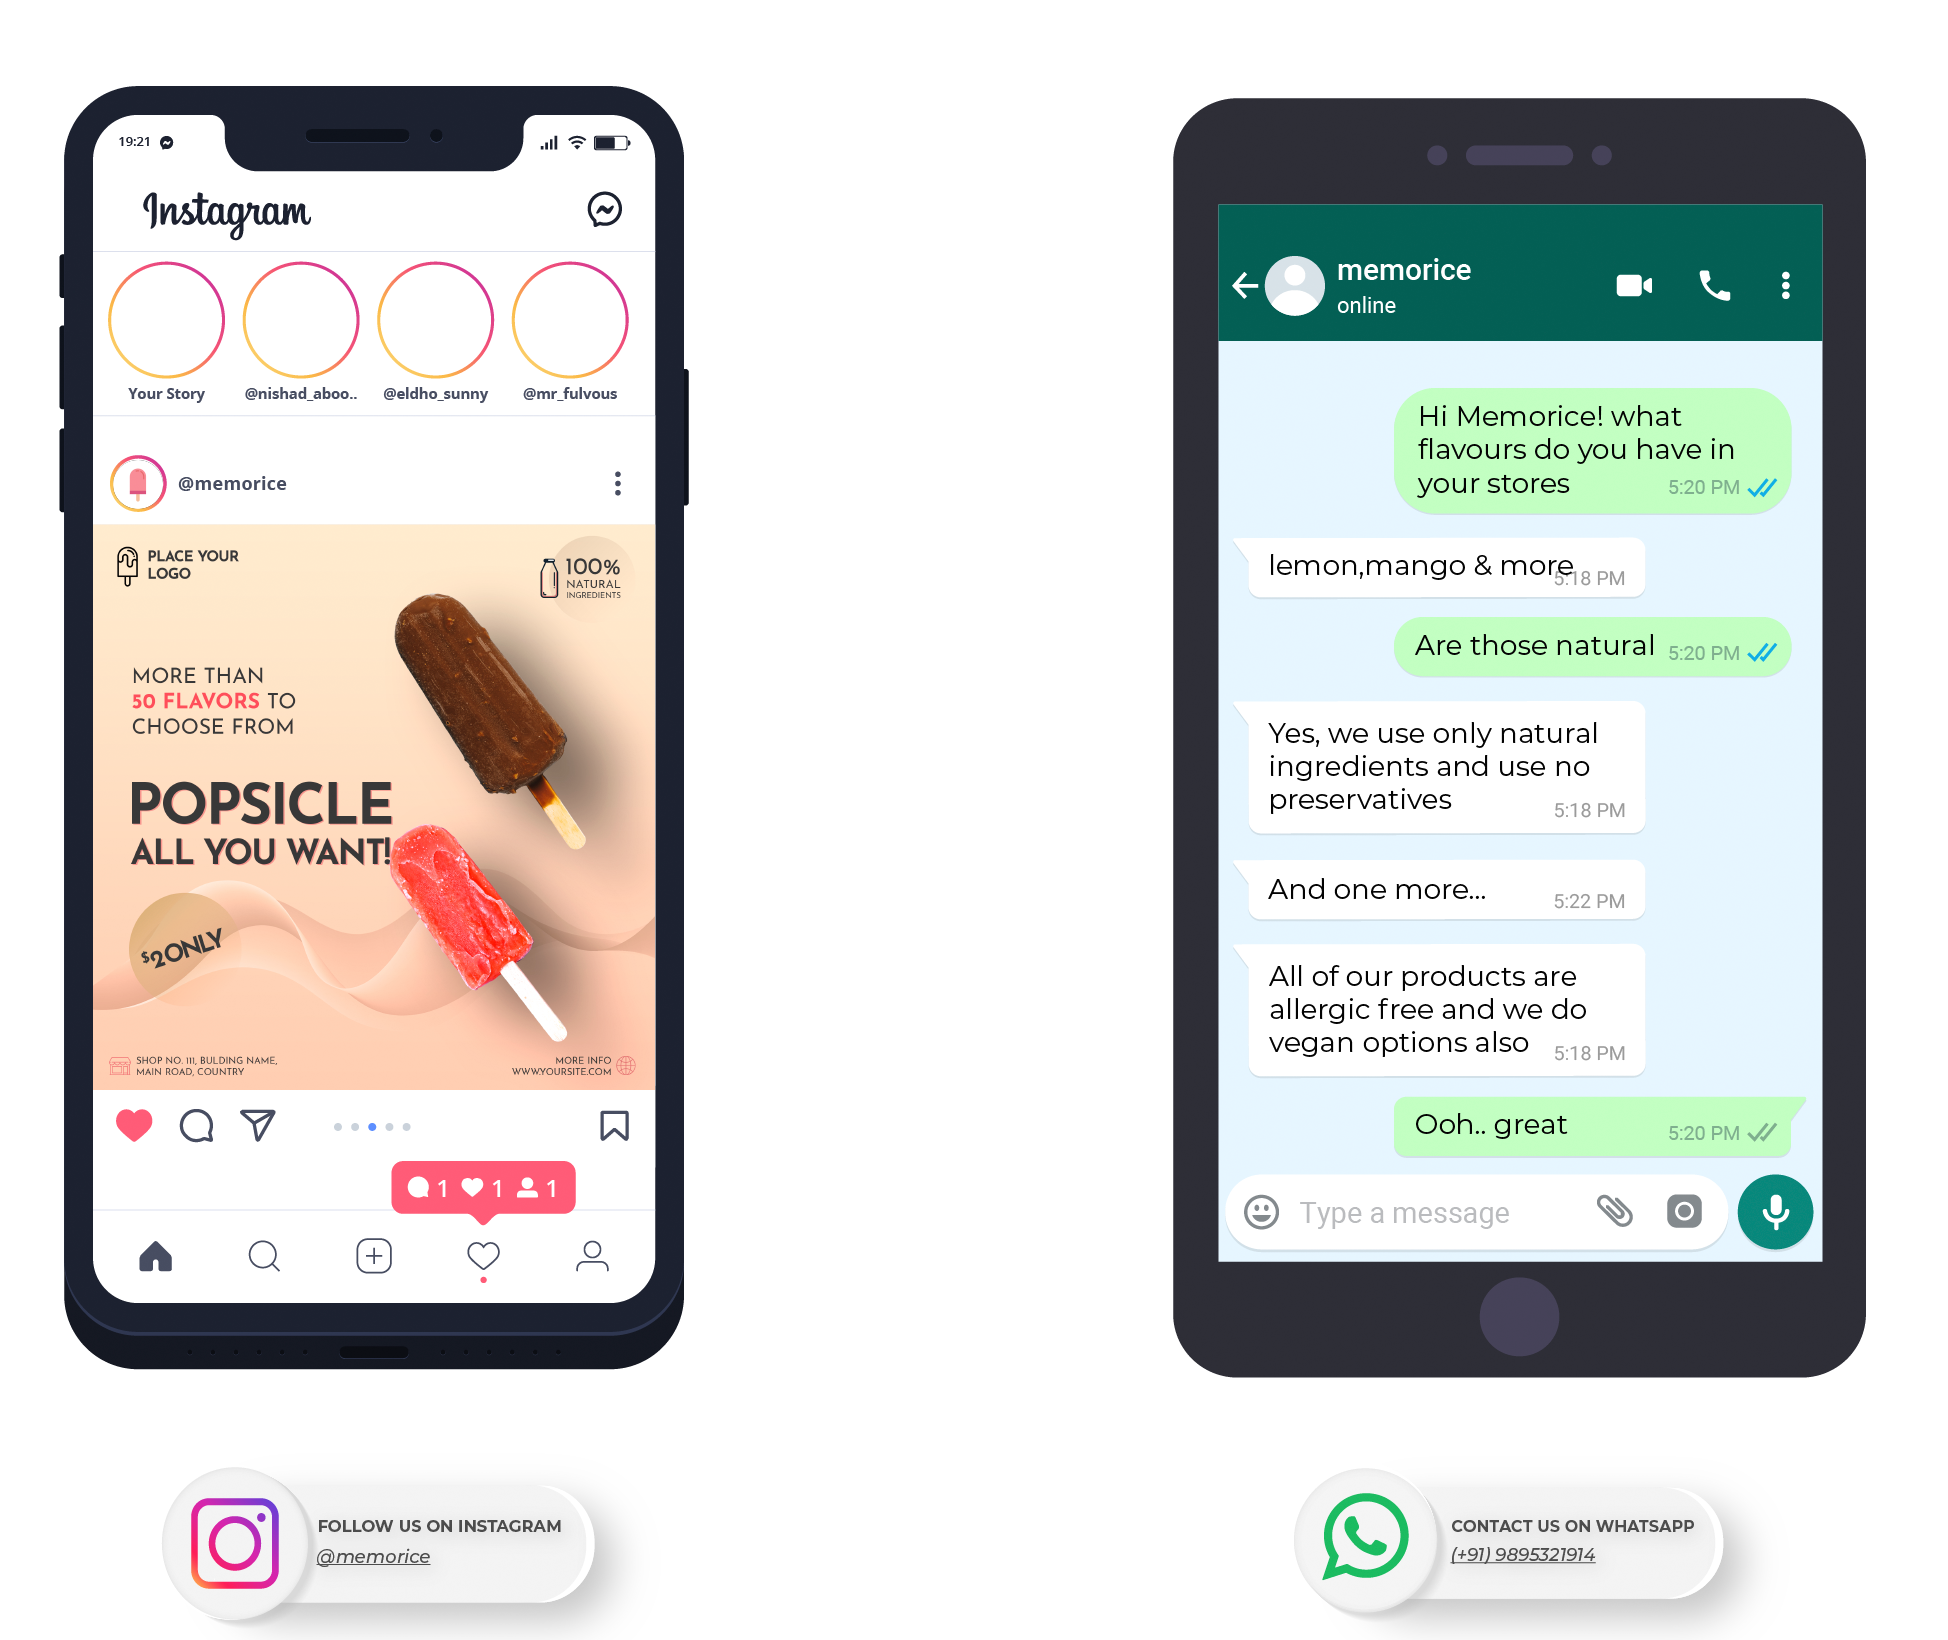 19:21
Instagram
Your Story
@nishad_aboo..
@eldho_sunny
@mr_fulvous
@memorice
PLACE YOUR
LOGO
100%
NATURAL
INGREDIENTS
MORE THAN
50 FLAVORS TO
CHOOSE FROM
POPSICLE
ALL YOU WANT!
$2ONLY
SHOP NO. 111, BULDING NAME,
MAIN ROAD, COUNTRY
MORE INFO
WWW.YOURSITE.COM
1 1 1
FOLLOW US ON INSTAGRAM
@memorice
memorice
online
Hi Memorice! what
flavours do you have in
your stores
5:20 PM
lemon,mango & more
5:18 PM
Are those natural
5:20 PM
Yes, we use only natural
ingredients and use no
preservatives
5:18 PM
And one more...
5:22 PM
All of our products are
allergic free and we do
vegan options also
5:18 PM
Ooh.. great
5:20 PM
Type a message
CONTACT US ON WHATSAPP
(+91) 9895321914